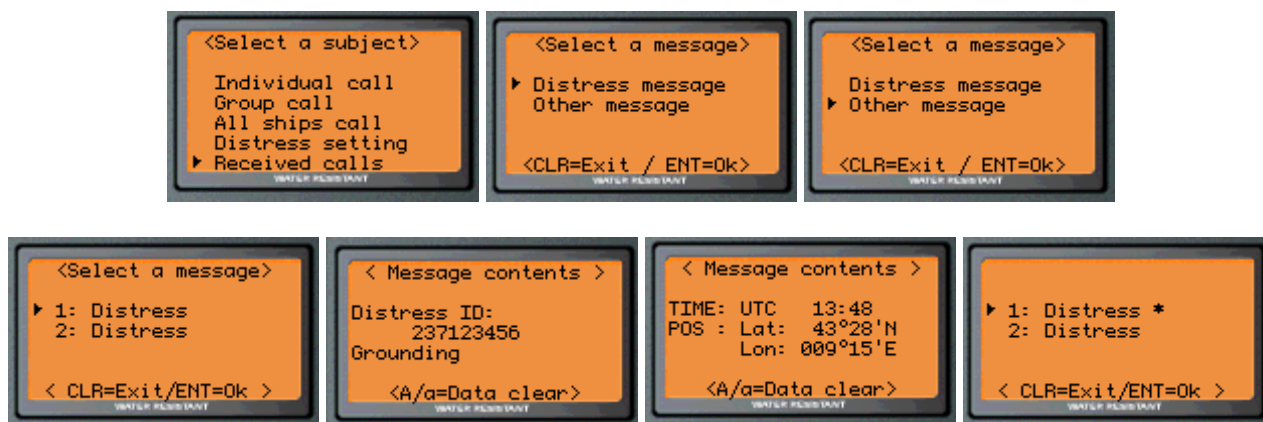 <Select a subject>
Individual call
Group call
All ships call
Distress setting
Received calls
WATER RESISTANT
<Select a message>
Distress message
Other message
<CLR=Exit / ENT=Ok>
WATER RESISTANT
<Select a message>
Distress message
Other message
<CLR=Exit / ENT=Ok>
WATER RESISTANT
<Select a message>
1: Distress
2: Distress
< CLR=Exit/ENT=Ok >
WATER RESISTANT
< Message contents >
Distress ID:
237123456
Grounding
<A/a=Data clear>
WATER RESISTANT
< Message contents >
TIME: UTC 13:48
POS : Lat: 43°28'N
Lon: 009°15'E
<A/a=Data clear>
WATER RESISTANT
1: Distress *
2: Distress
< CLR=Exit/ENT=Ok >
WATER RESISTANT